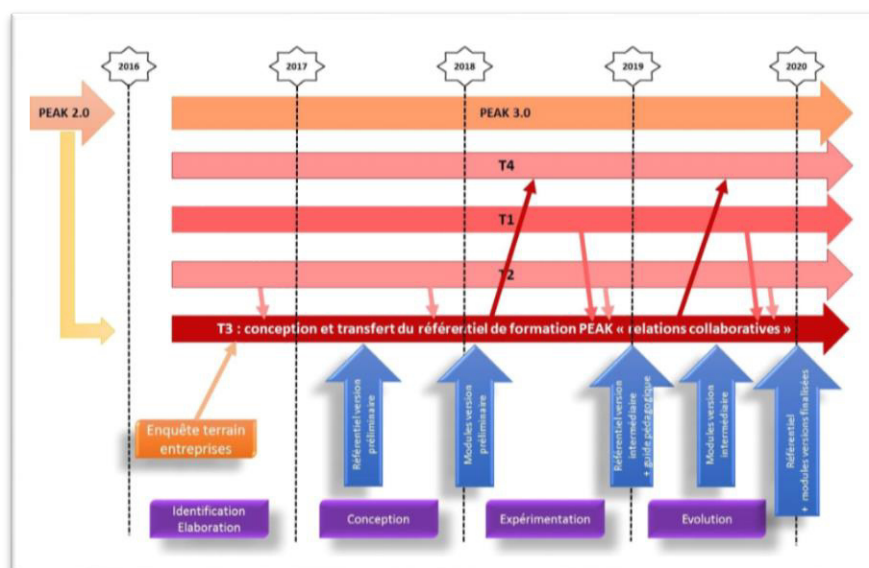 2016
2017
2018
2019
2020
PEAK 2.0
PEAK 3.0
T4
T1
T2
T3 : conception et transfert du référentiel de formation PEAK « relations collaboratives »
Enquête terrain
entreprises
Référentiel version
préliminaire
Modules version
préliminaire
Référentiel version
intermédiaire
+ guide pédagogique
Modules version
intermédiaire
Référentiel
+ modules versions finalisées
Identification
Elaboration
Conception
Expérimentation
Evolution